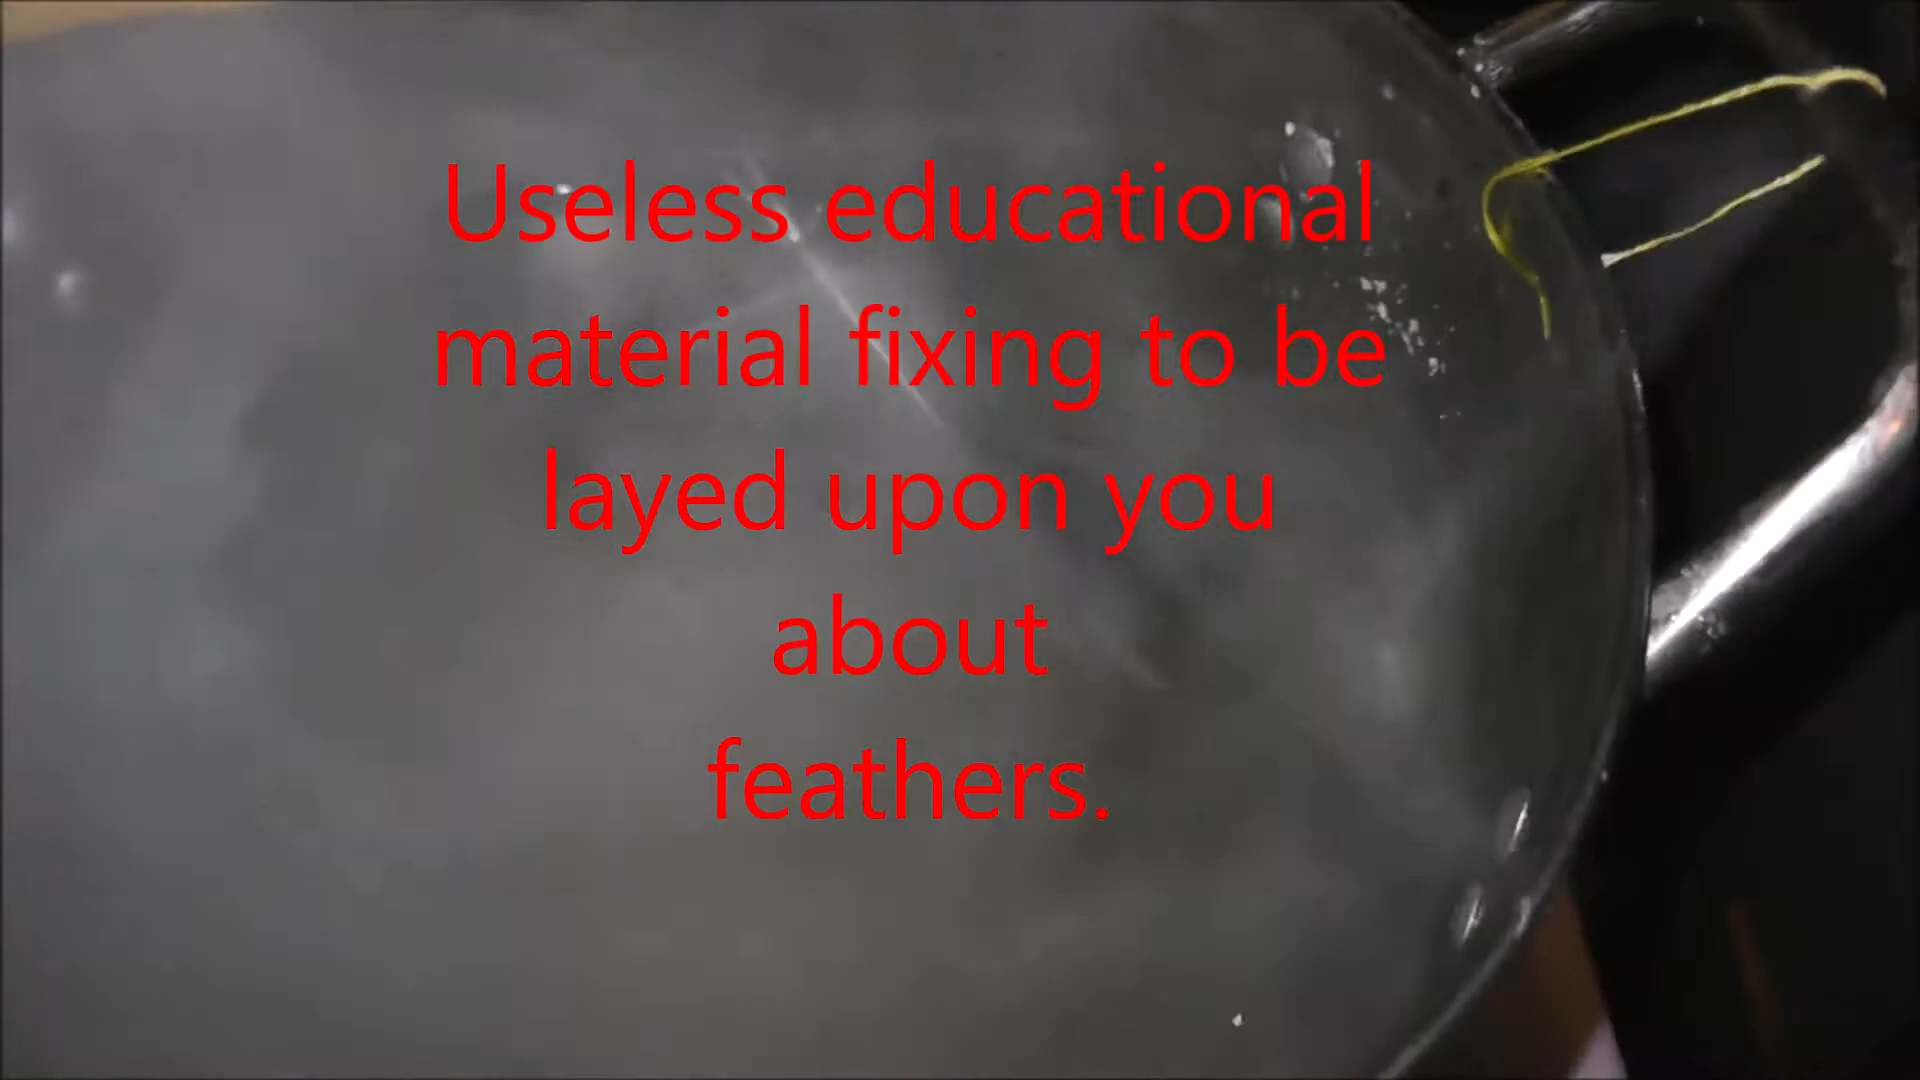 Useless educational
material fixing to be
layed upon you
about
feathers.